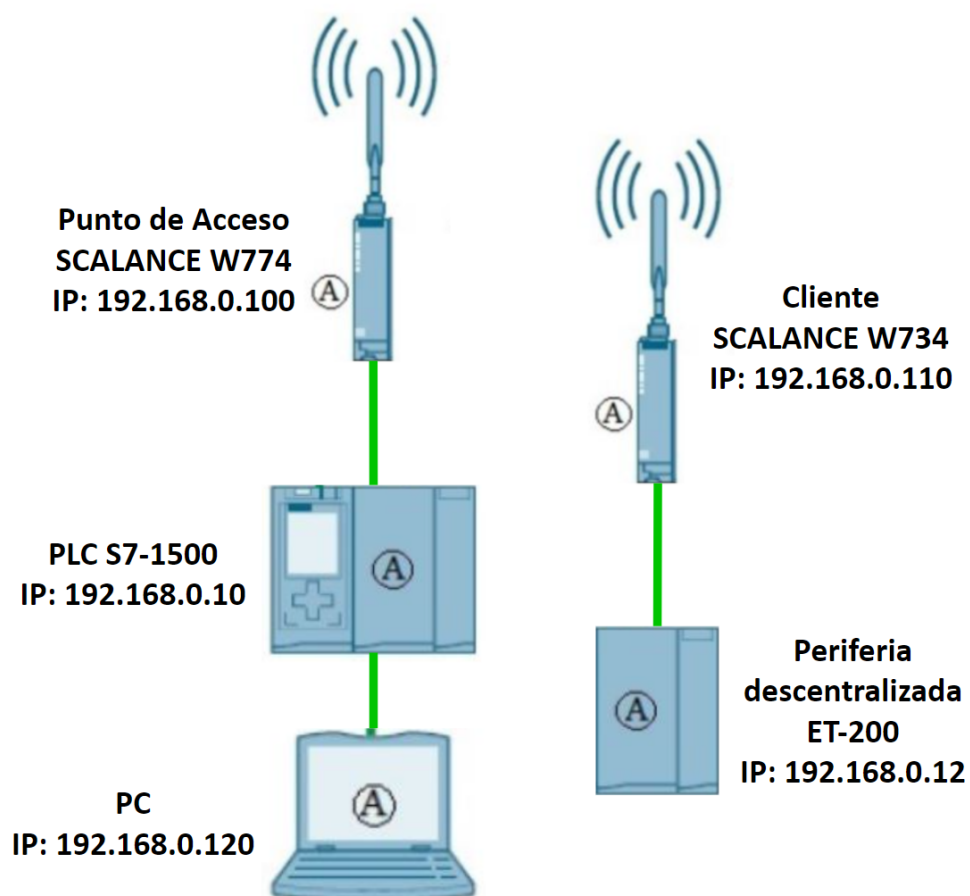 Punto de Acceso
SCALANCE W774
IP: 192.168.0.100
A
Cliente
SCALANCE W734
IP: 192.168.0.110
A
PLC S7-1500
IP: 192.168.0.10
A
Periferia
descentralizada
ET-200
IP: 192.168.0.12
A
PC
IP: 192.168.0.120
A